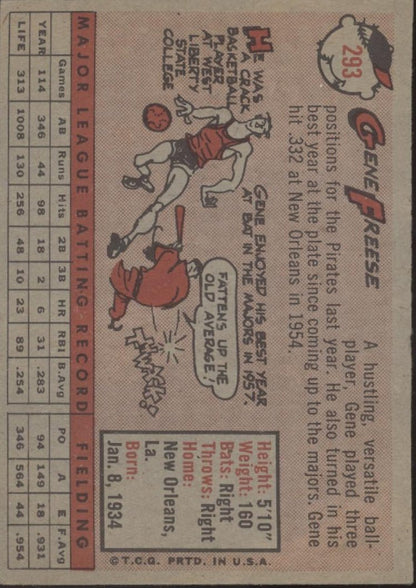 293
GENE FREESE
A hustling, versatile ball-
player, Gene played three
positions for the Pirates last year. He also turned in his
best year at the plate since coming up to the majors. Gene
hit .332 at New Orleans in 1954.
HE WAS
A CRACK
BASKETBALL
PLAYER
AT WEST
LIBERTY
STATE
COLLEGE
GENE ENJOYED HIS BEST YEAR
AT BAT IN THE MAJORS IN 1957.
FATTEN'S UP THE
OLD AVERAGE!
THWACK!
Height: 5'10"
Weight: 160
Bats: Right
Throws: Right
Home:
New Orleans,
La.
Born:
Jan. 8, 1934
© T.C.G. PRTD. IN U.S.A.
MAJOR LEAGUE BATTING RECORD FIELDING
Games AB Runs Hits 2B 3B HR RBI B.Avg PO A E F.Avg
YEAR 114 346 44 98 18 2 6 31 .283 94 149 18 .931
LIFE 313 1008 130 256 48 10 23 89 .254 346 564 44 .954